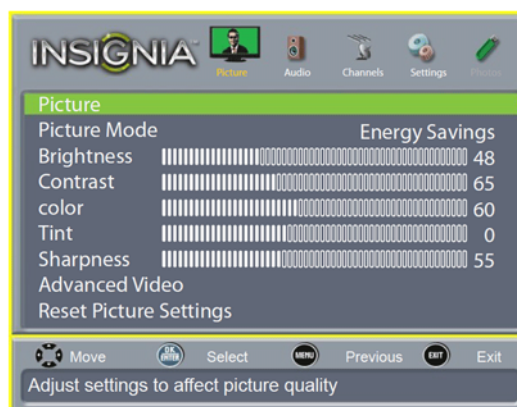 INSIGNIA
Picture Audio Channels Settings Photos
Picture
Picture Mode Energy Savings
Brightness 48
Contrast 65
color 60
Tint 0
Sharpness 55
Advanced Video
Reset Picture Settings
Move OK ENTER Select MENU Previous EXIT Exit
Adjust settings to affect picture quality